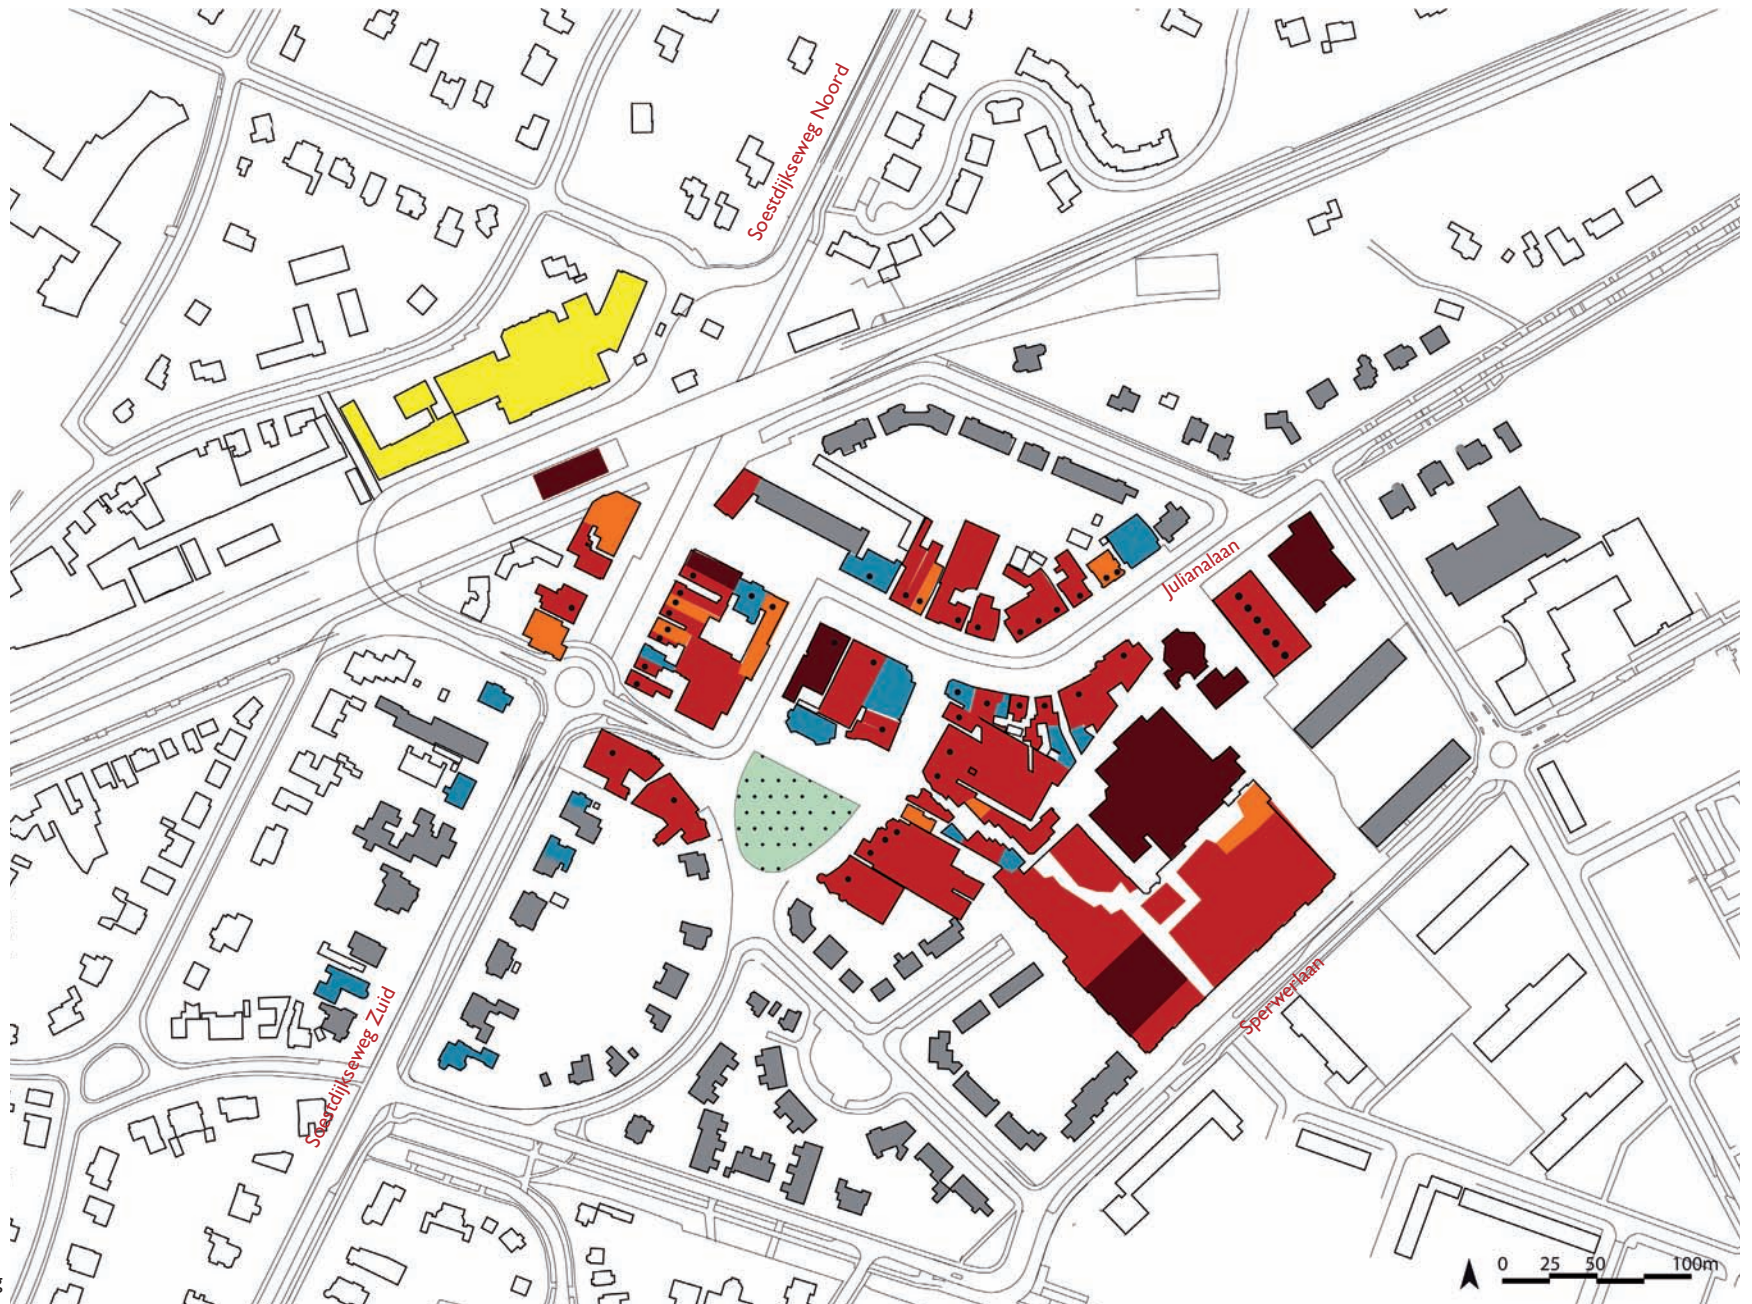 Soestdijkseweg Noord
Julianalaan
Sperwerlaan
Soestdijkseweg Zuid
0 25 50 100m